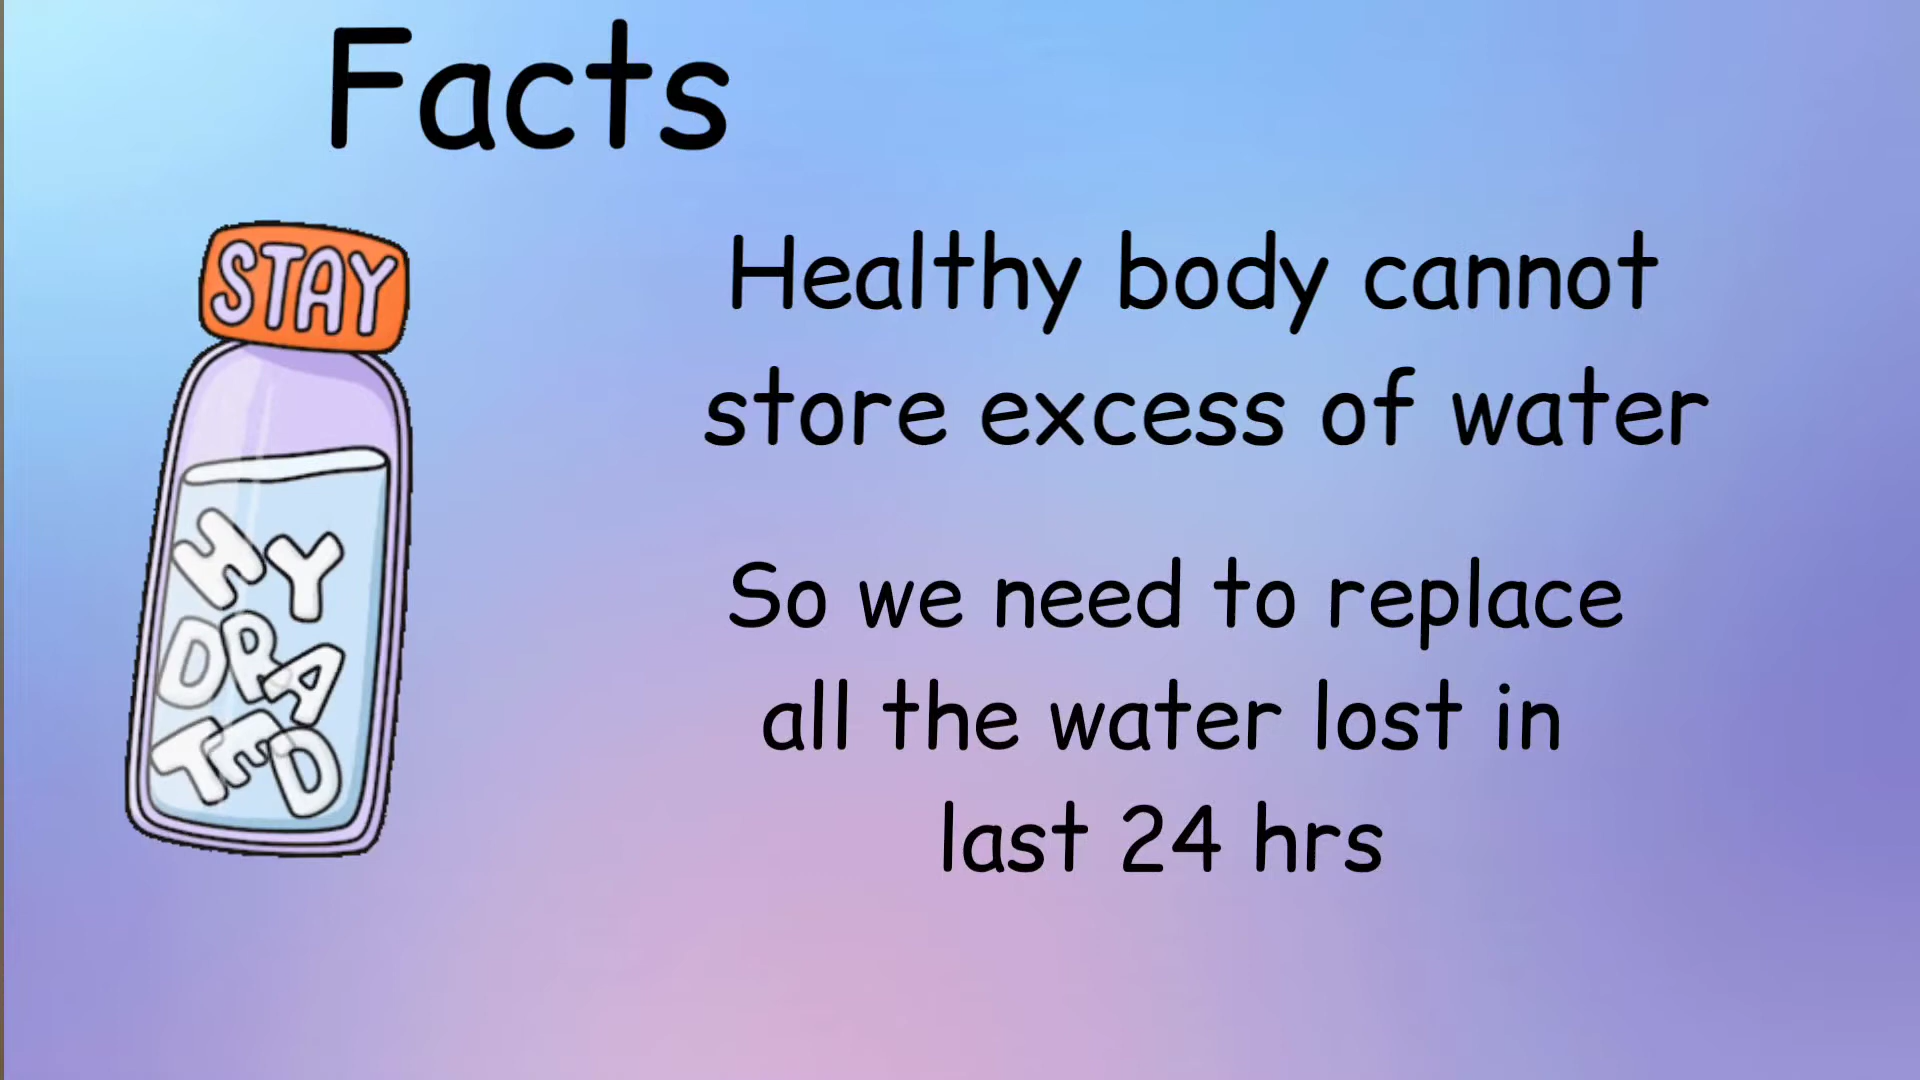 Facts
STAY
HY
DRA
TED
Healthy body cannot
store excess of water
So we need to replace
all the water lost in
last 24 hrs